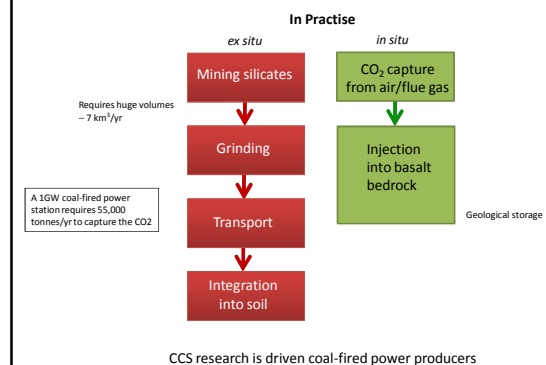 In Practise
ex situ
in situ
Mining silicates
CO₂ capture
from air/flue gas
Requires huge volumes
~ 7 km³/yr
Grinding
Injection
into basalt
bedrock
A 1GW coal-fired power
station requires 55,000
tonnes/yr to capture the CO2
Transport
Geological storage
Integration
into soil
CCS research is driven coal-fired power producers